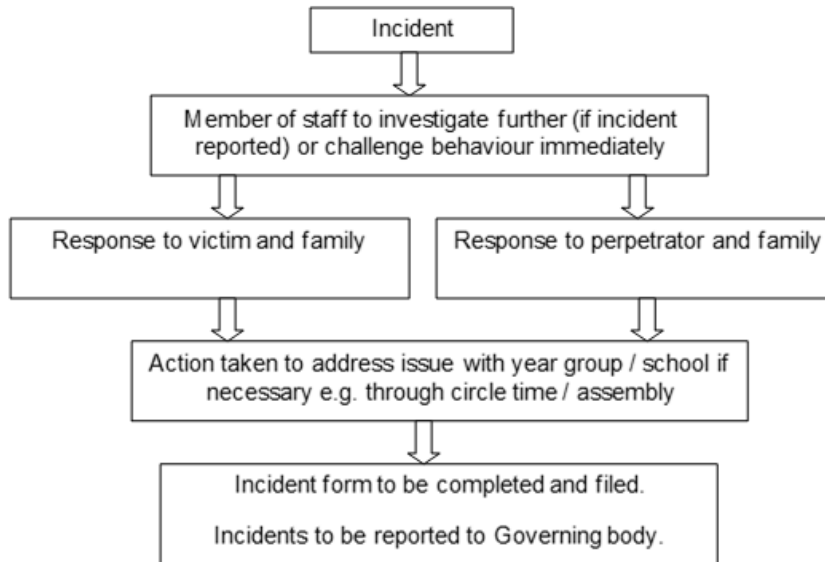 Incident
Member of staff to investigate further (if incident
reported) or challenge behaviour immediately
Response to victim and family
Response to perpetrator and family
Action taken to address issue with year group / school if
necessary e.g. through circle time / assembly
Incident form to be completed and filed.
Incidents to be reported to Governing body.